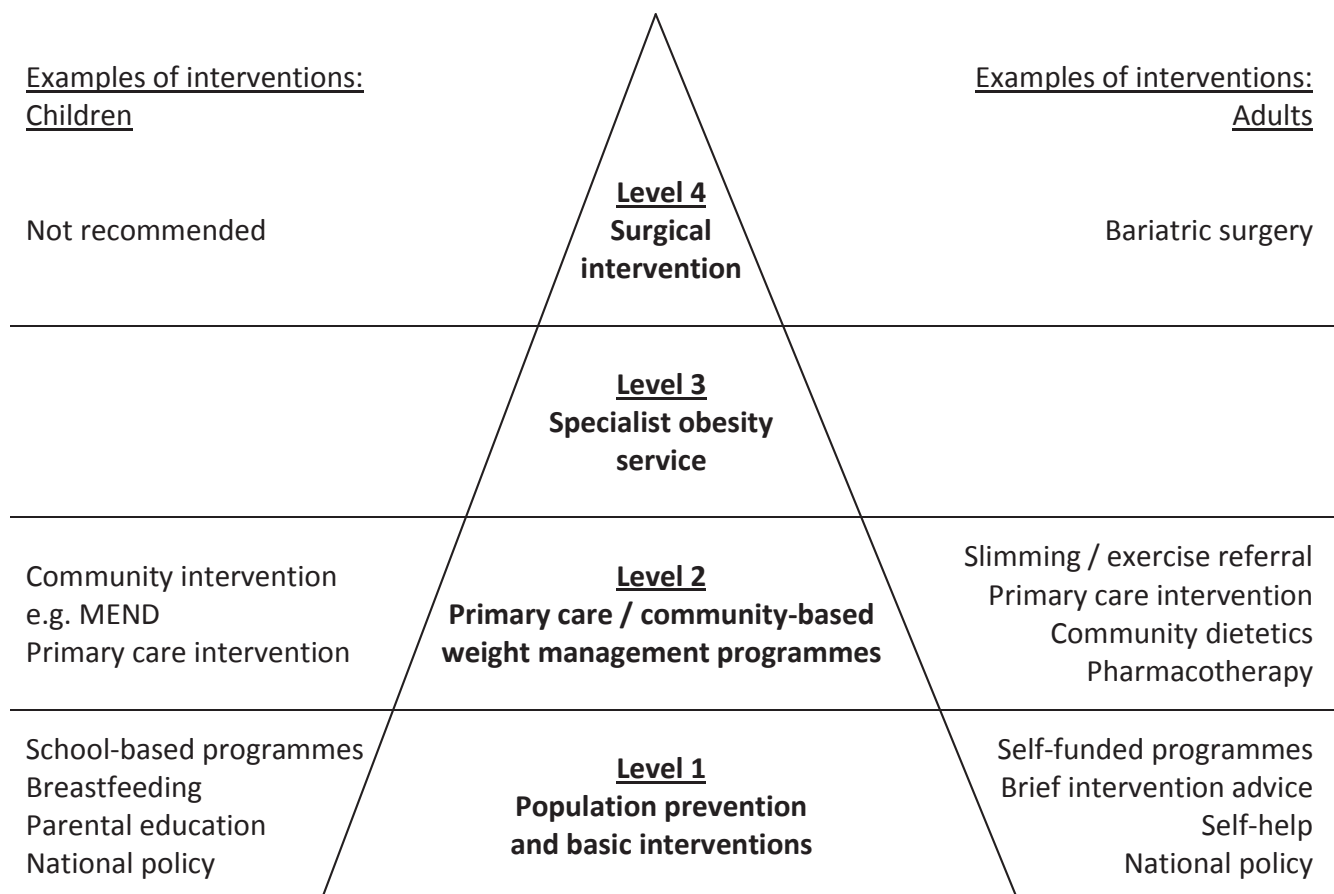 Examples of interventions:
Children
Examples of interventions:
Adults
Not recommended
Level 4
Surgical
intervention
Bariatric surgery
Level 3
Specialist obesity
service
Community intervention
e.g. MEND
Primary care intervention
Level 2
Primary care / community-based
weight management programmes
Slimming / exercise referral
Primary care intervention
Community dietetics
Pharmacotherapy
School-based programmes
Breastfeeding
Parental education
National policy
Level 1
Population prevention
and basic interventions
Self-funded programmes
Brief intervention advice
Self-help
National policy